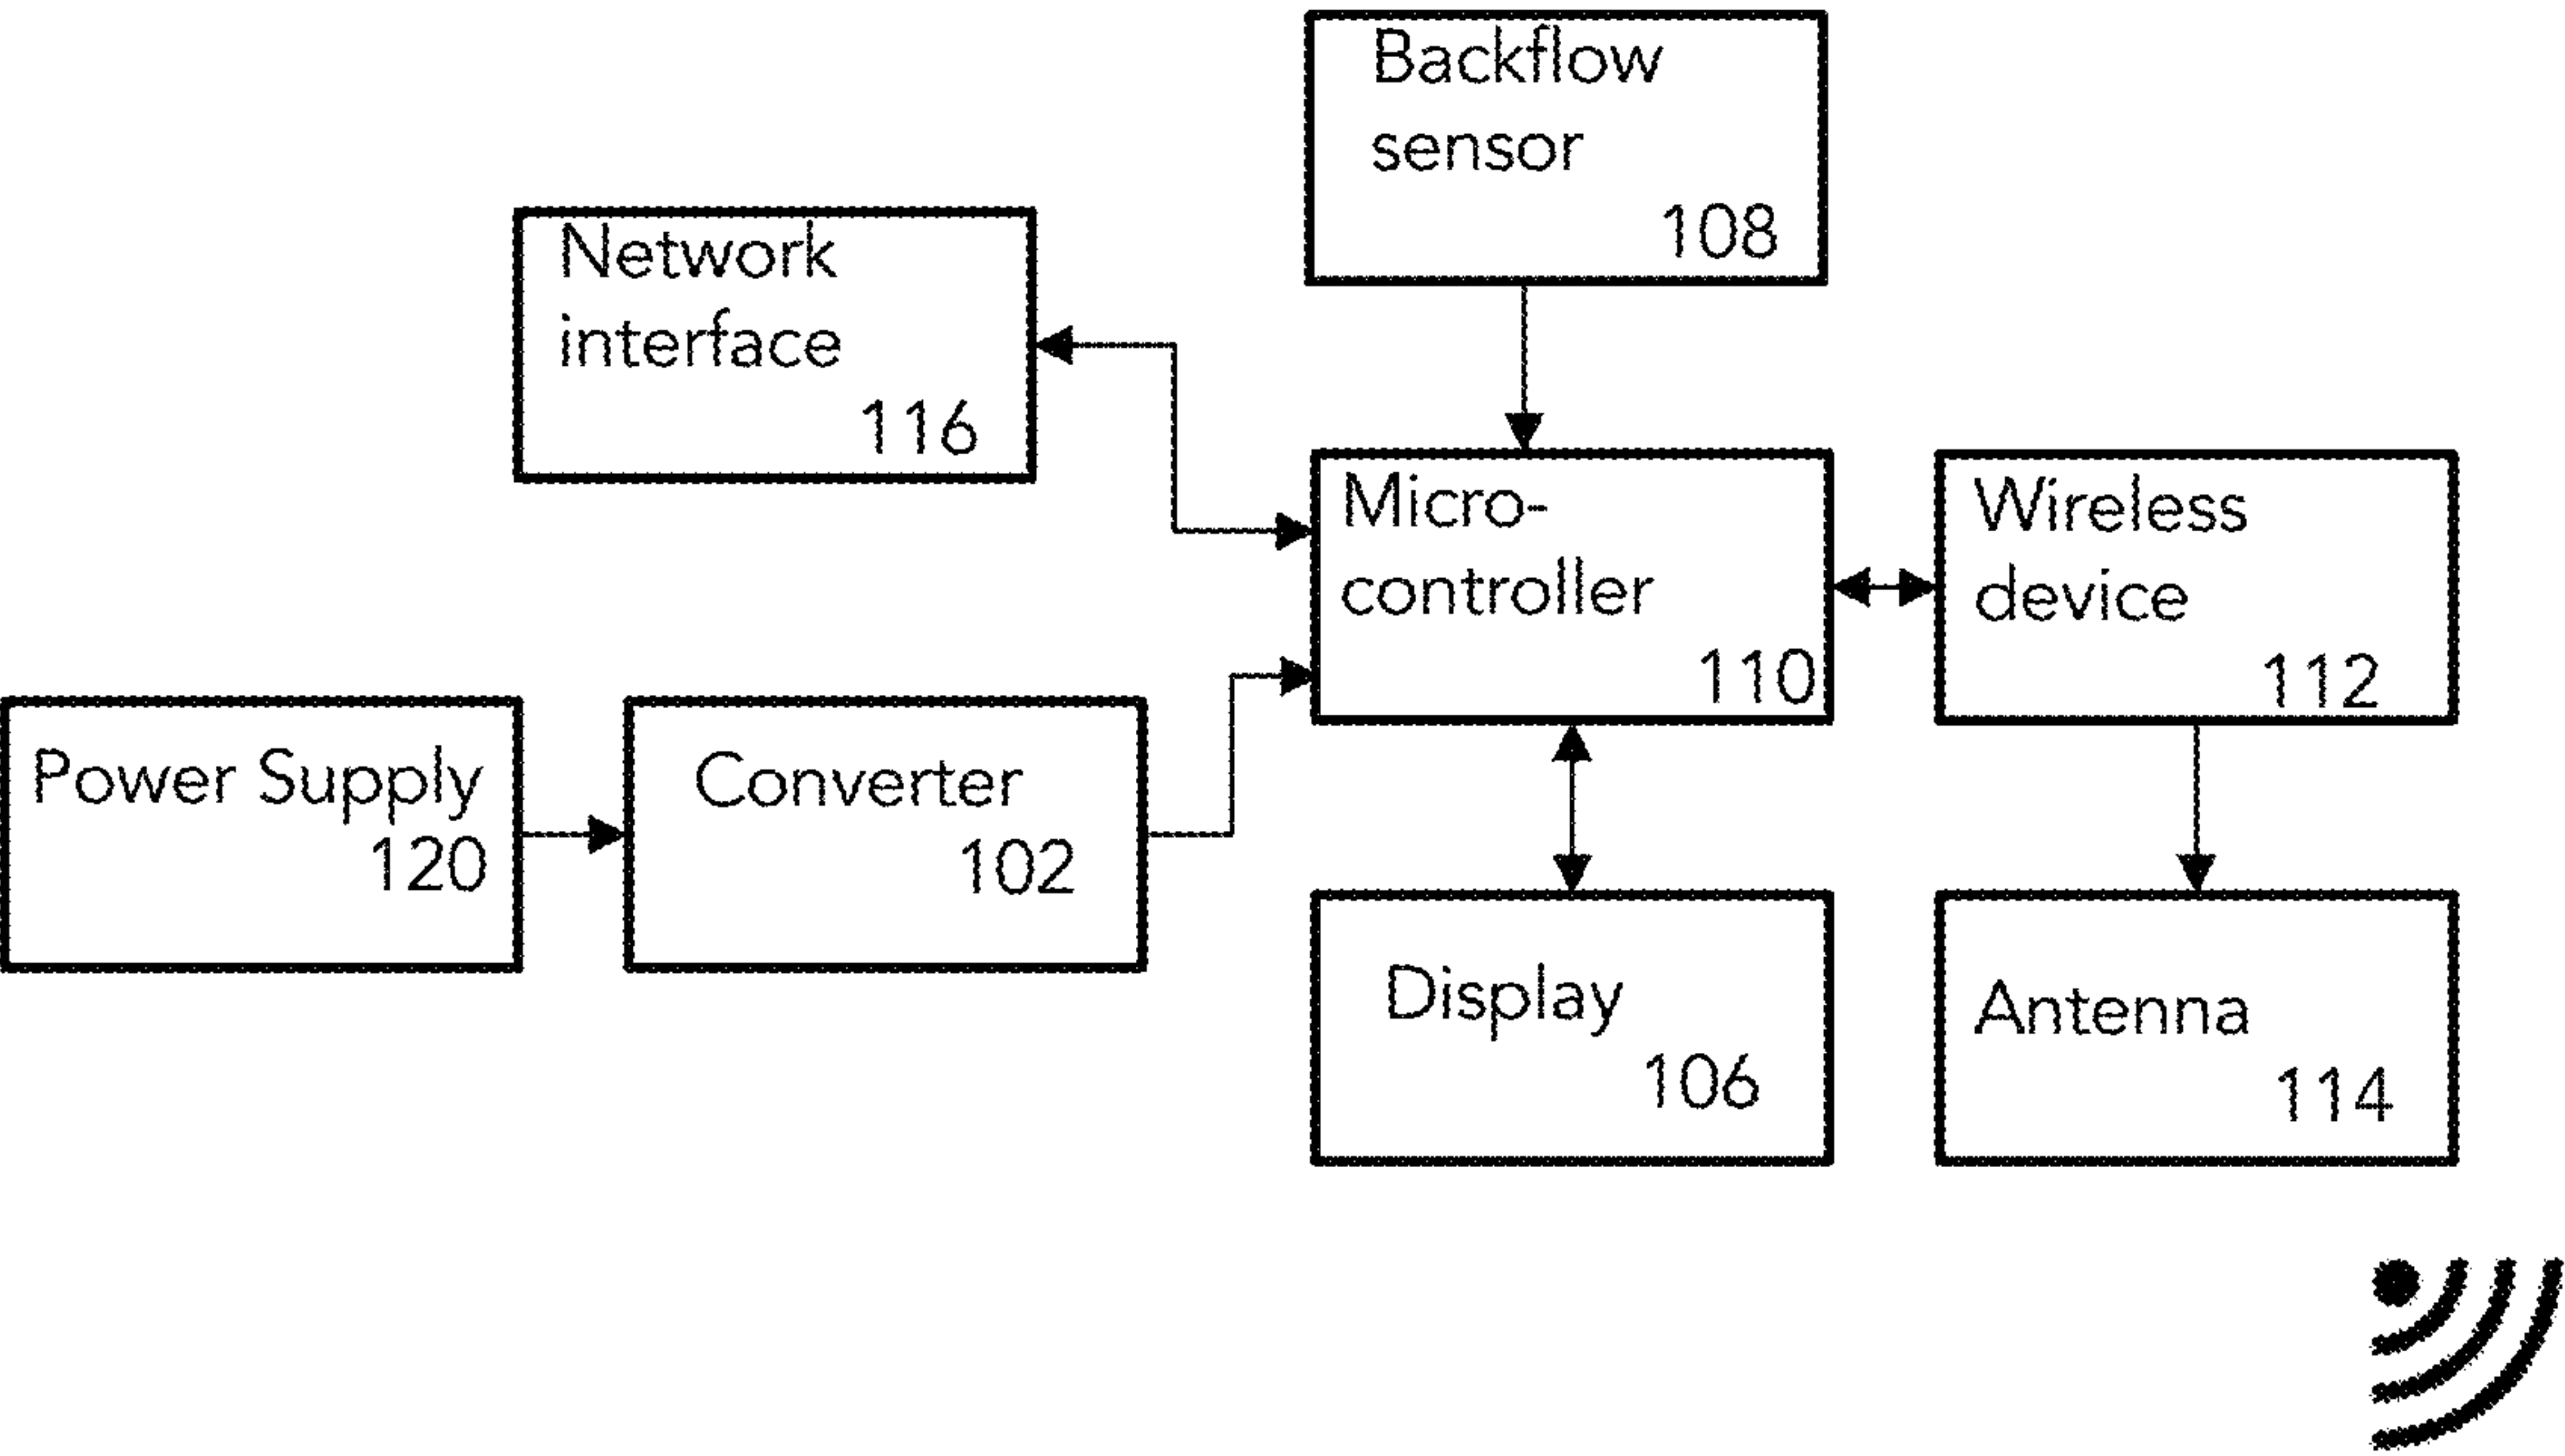 Backflow
sensor
108
Network
interface
116
Micro-
controller
110
Wireless
device
112
Power Supply
120
Converter
102
Display
106
Antenna
114